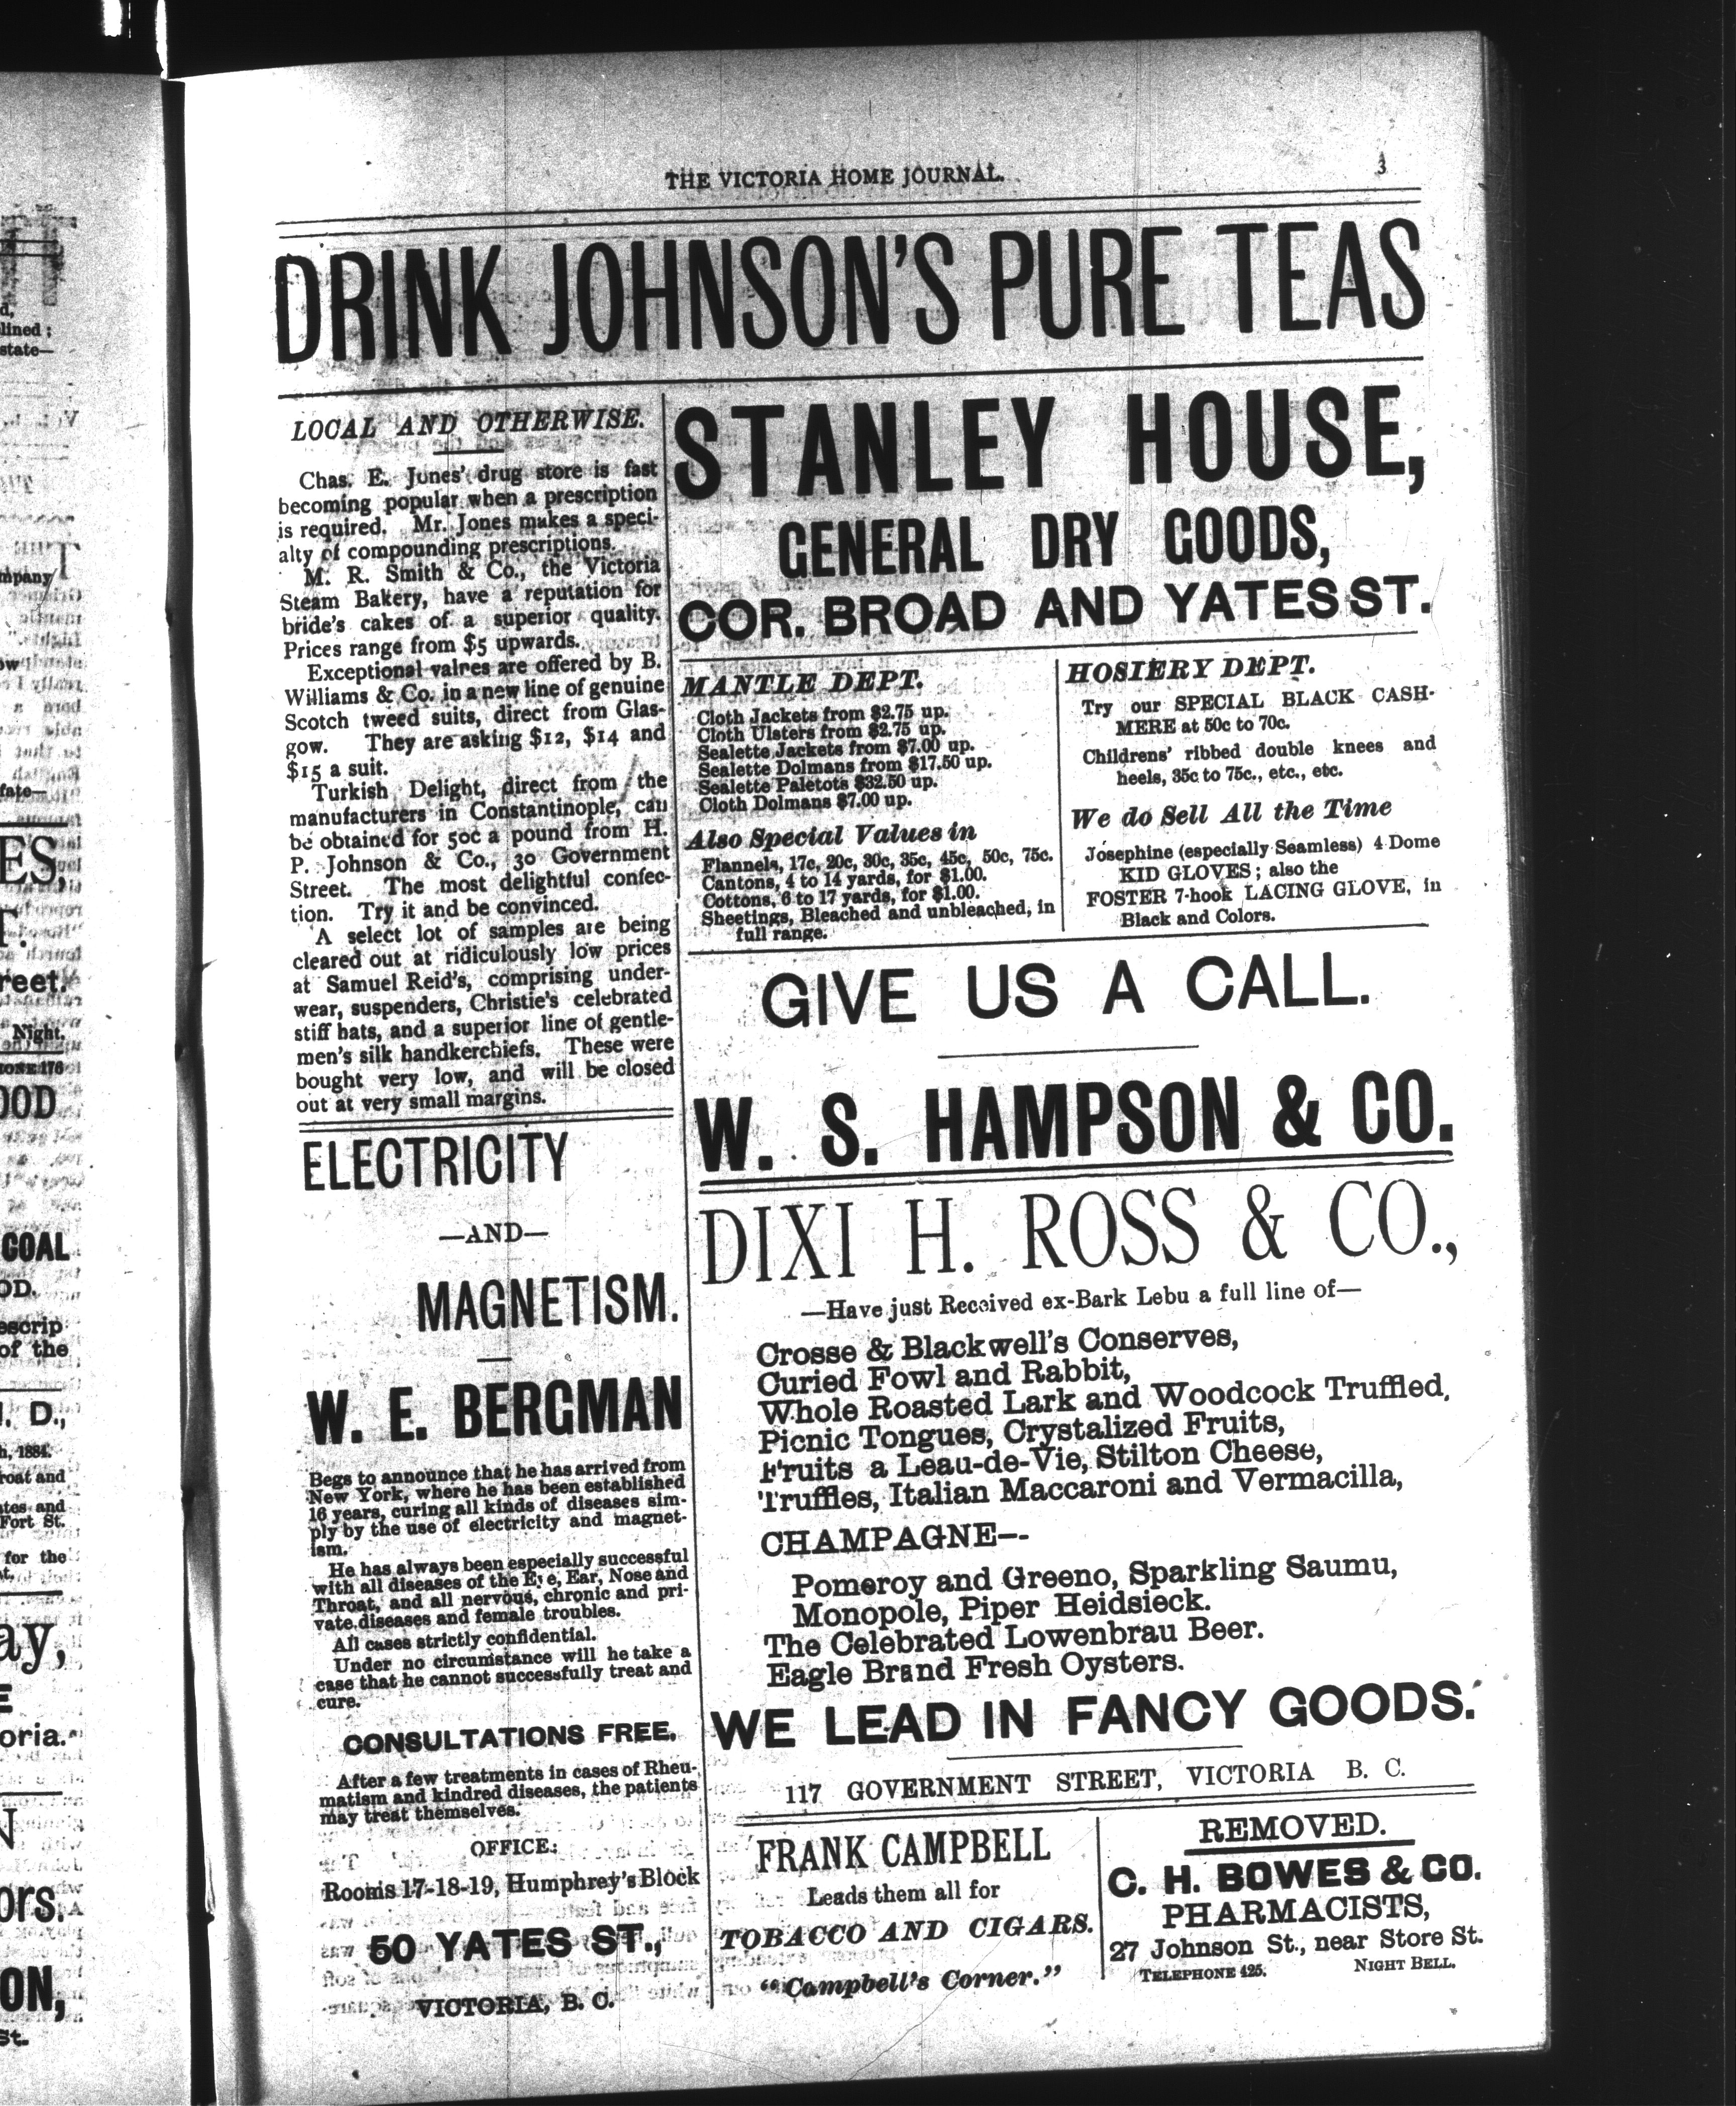 THE VICTORIA HOME JOURNAL.
3
DRINK JOHNSON'S PURE TEAS
LOCAL AND OTHERWISE.
Chas. E. Jones' drug store is fast
becoming popular when a prescription
is required. Mr. Jones makes a speci-
alty of compounding prescriptions.
M. R. Smith & Co., the Victoria
Steam Bakery, have a reputation for
bride's cakes of a superior quality.
Prices range from $5 upwards.
Exceptional valres are offered by B.
Williams & Co. in a new line of genuine
Scotch tweed suits, direct from Glas-
gow. They are asking $12, $14 and
$15 a suit.
Turkish Delight, direct from the
manufacturers in Constantinople, can
be obtained for 50c a pound from H.
P. Johnson & Co., 30 Government
Street. The most delightful confec-
tion. Try it and be convinced.
A select lot of samples are being
cleared out at ridiculously low prices
at Samuel Reid's, comprising under-
wear, suspenders, Christie's celebrated
stiff hats, and a superior line of gentle-
men's silk handkerchiefs. These were
bought very low, and will be closed
out at very small margins.
ELECTRICITY
—AND—
MAGNETISM.
W. E. BERGMAN
Begs to announce that he has arrived from
New York, where he has been established
16 years, curing all kinds of diseases sim-
ply by the use of electricity and magnet-
ism.
He has always been especially successful
with all diseases of the Eye, Ear, Nose and
Throat, and all nervous, chronic and pri-
vate diseases and female troubles.
All cases strictly confidential.
Under no circumstance will he take a
case that he cannot successfully treat and
cure.
CONSULTATIONS FREE.
After a few treatments in cases of Rheu-
matism and kindred diseases, the patients
may treat themselves.
OFFICE:
Rooms 17-18-19, Humphrey's Block
50 YATES ST.,
VICTORIA, B. C.
STANLEY HOUSE,
GENERAL DRY GOODS,
COR. BROAD AND YATES ST.
MANTLE DEPT.
Cloth Jackets from $2.75 up.
Cloth Ulsters from $2.75 up.
Sealette Jackets from $7.00 up.
Sealette Dolmans from $17.50 up.
Sealette Paletots $32.50 up.
Cloth Dolmans $7.00 up.
Also Special Values in
Flannels, 17c, 20c, 30c, 35c, 45c, 50c, 75c.
Cantons, 4 to 14 yards, for $1.00.
Cottons, 6 to 17 yards, for $1.00.
Sheetings, Bleached and unbleached, in
full range.
HOSIERY DEPT.
Try our SPECIAL BLACK CASH-
MERE at 50c to 70c.
Childrens' ribbed double knees and
heels, 35c to 75c., etc., etc.
We do Sell All the Time
Josephine (especially Seamless) 4 Dome
KID GLOVES; also the
FOSTER 7-hook LACING GLOVE, in
Black and Colors.
GIVE US A CALL.
W. S. HAMPSON & CO.
DIXI H. ROSS & CO.,
—Have just Received ex-Bark Lebu a full line of—
Crosse & Blackwell's Conserves,
Curied Fowl and Rabbit,
Whole Roasted Lark and Woodcock Truffled,
Picnic Tongues, Crystalized Fruits,
Fruits a Leau-de-Vie, Stilton Cheese,
Truffles, Italian Maccaroni and Vermacilla,
CHAMPAGNE—
Pomeroy and Greeno, Sparkling Saumu,
Monopole, Piper Heidsieck.
The Celebrated Lowenbrau Beer.
Eagle Brand Fresh Oysters.
WE LEAD IN FANCY GOODS.
117 GOVERNMENT STREET, VICTORIA B. C.
FRANK CAMPBELL
Leads them all for
TOBACCO AND CIGARS.
"Campbell's Corner."
REMOVED.
C. H. BOWES & CO.
PHARMACISTS,
27 Johnson St., near Store St.
TELEPHONE 425. NIGHT BELL.